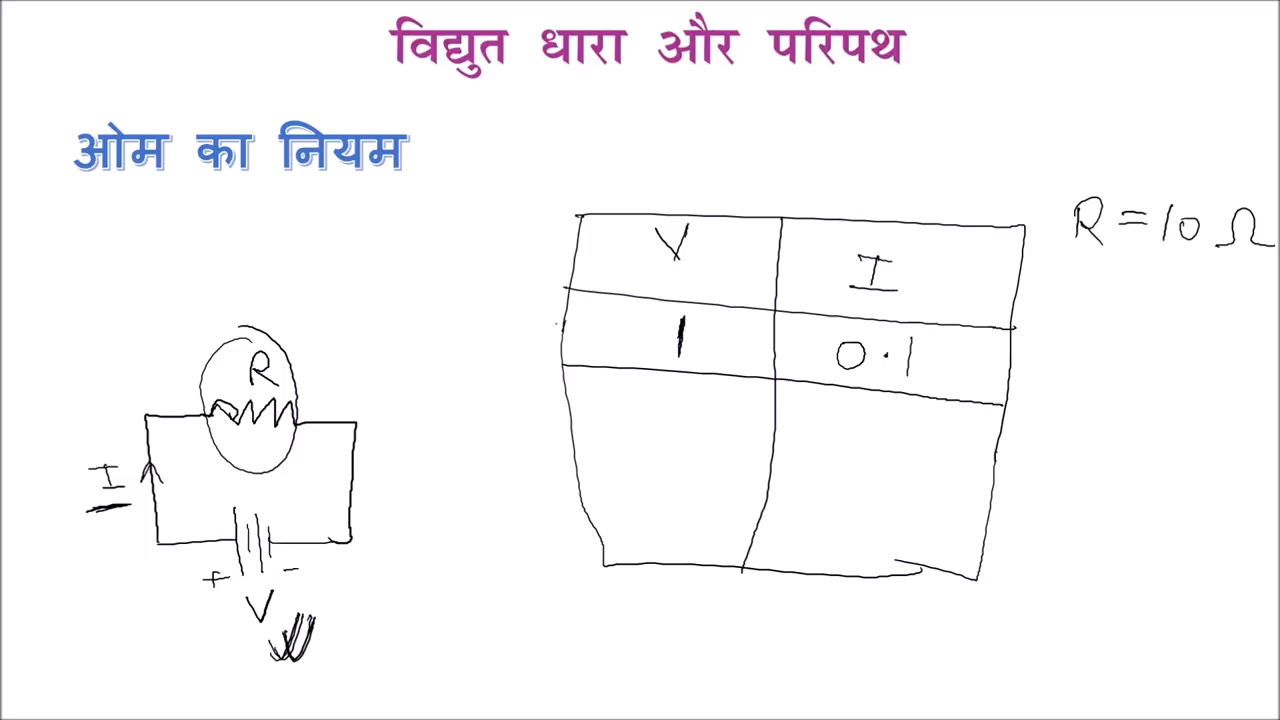 विद्युत धारा और परिपथ
ओम का नियम
R = 10 Ω
V I
1 0.1
R
I
+ -
V